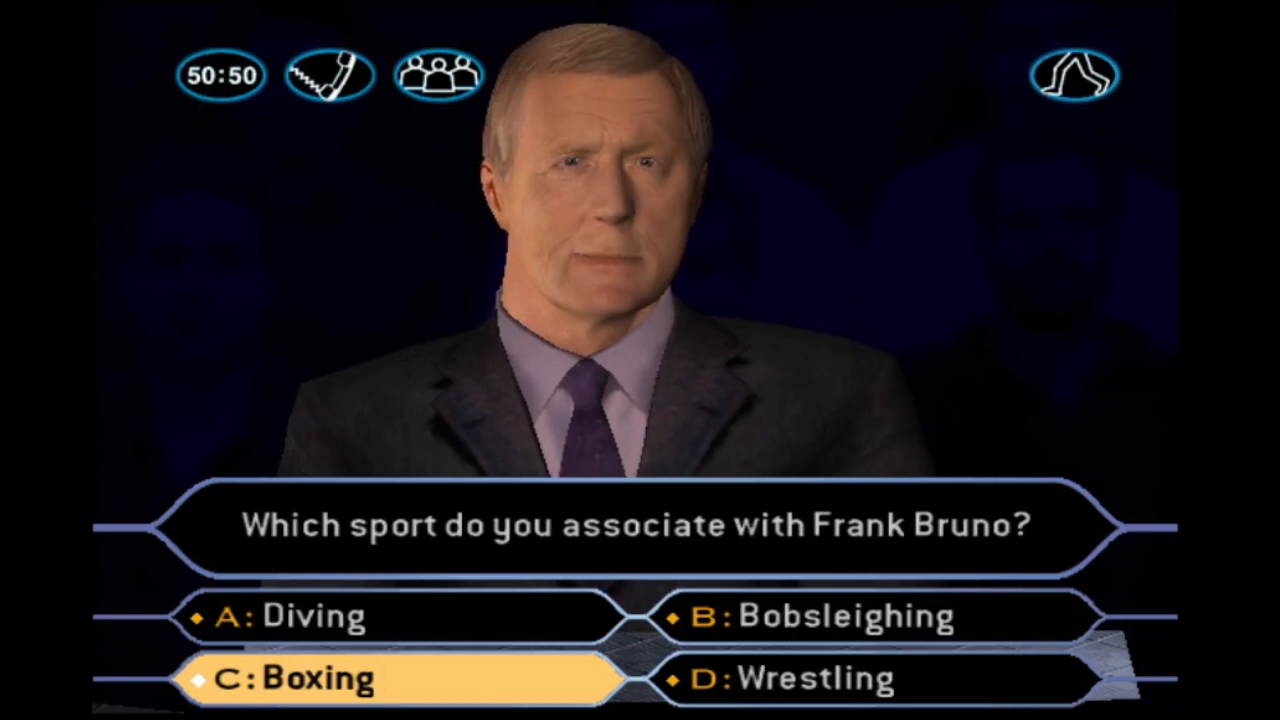 50:50
Which sport do you associate with Frank Bruno?
A: Diving
B: Bobsleighing
C: Boxing
D: Wrestling